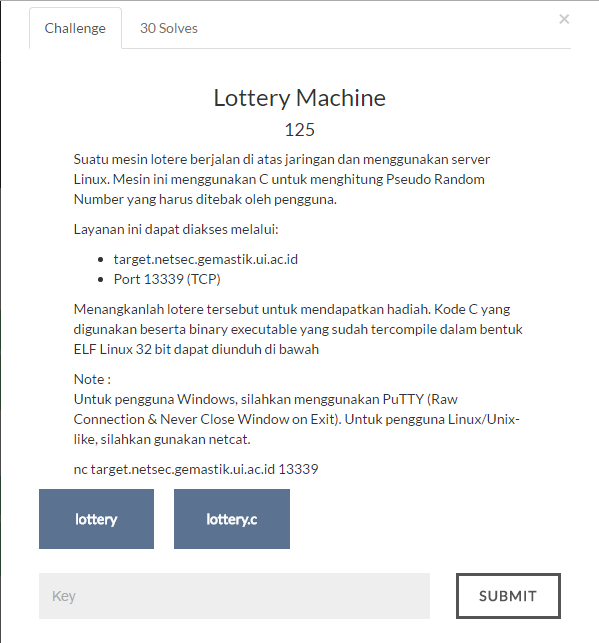 Challenge
30 Solves
×
Lottery Machine
125
Suatu mesin lotere berjalan di atas jaringan dan menggunakan server
Linux. Mesin ini menggunakan C untuk menghitung Pseudo Random
Number yang harus ditebak oleh pengguna.
Layanan ini dapat diakses melalui:
• target.netsec.gemastik.ui.ac.id
• Port 13339 (TCP)
Menangkanlah lotere tersebut untuk mendapatkan hadiah. Kode C yang
digunakan beserta binary executable yang sudah tercompile dalam bentuk
ELF Linux 32 bit dapat diunduh di bawah
Note :
Untuk pengguna Windows, silahkan menggunakan PuTTY (Raw
Connection & Never Close Window on Exit). Untuk pengguna Linux/Unix-
like, silahkan gunakan netcat.
nc target.netsec.gemastik.ui.ac.id 13339
lottery
lottery.c
Key
SUBMIT